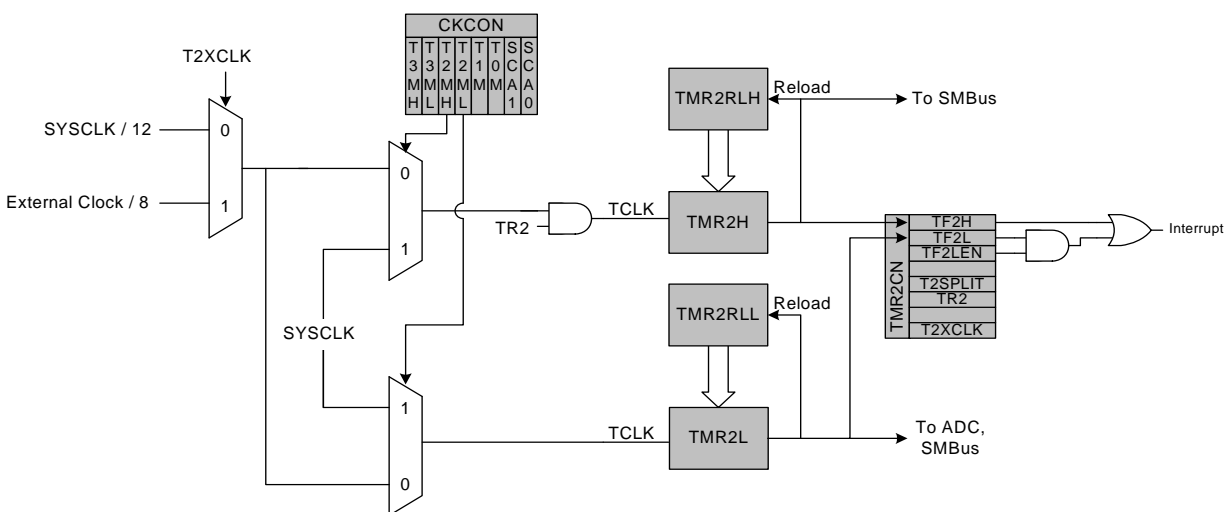 CKCON
T3MH
T3ML
T2MH
T2ML
T1M
T0M
SCA1
SCA0
T2XCLK
SYSCLK / 12
0
External Clock / 8
1
0
1
SYSCLK
1
0
TR2
TCLK
TMR2RLH
Reload
To SMBus
TMR2H
TMR2CN
TF2H
TF2L
TF2LEN
T2SPLIT
TR2
T2XCLK
Interrupt
TMR2RLL
Reload
TCLK
TMR2L
To ADC,
SMBus